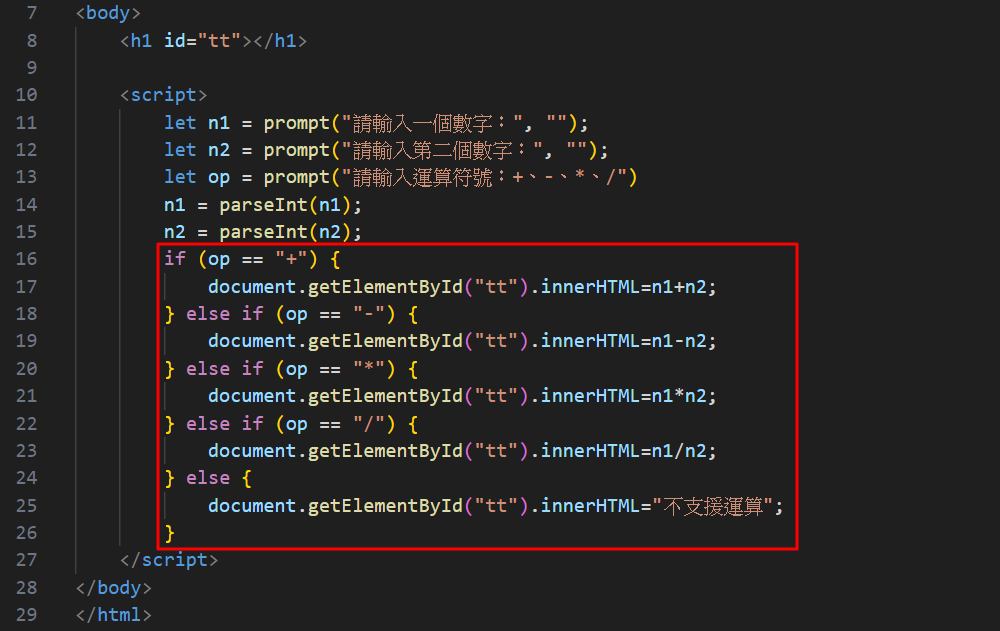 7 <body>
8 <h1 id="tt"></h1>
9
10 <script>
11 let n1 = prompt("請輸入一個數字：", "");
12 let n2 = prompt("請輸入第二個數字：", "");
13 let op = prompt("請輸入運算符號：+、-、*、/")
14 n1 = parseInt(n1);
15 n2 = parseInt(n2);
16 if (op == "+") {
17 document.getElementById("tt").innerHTML=n1+n2;
18 } else if (op == "-") {
19 document.getElementById("tt").innerHTML=n1-n2;
20 } else if (op == "*") {
21 document.getElementById("tt").innerHTML=n1*n2;
22 } else if (op == "/") {
23 document.getElementById("tt").innerHTML=n1/n2;
24 } else {
25 document.getElementById("tt").innerHTML="不支援運算";
26 }
27 </script>
28 </body>
29 </html>